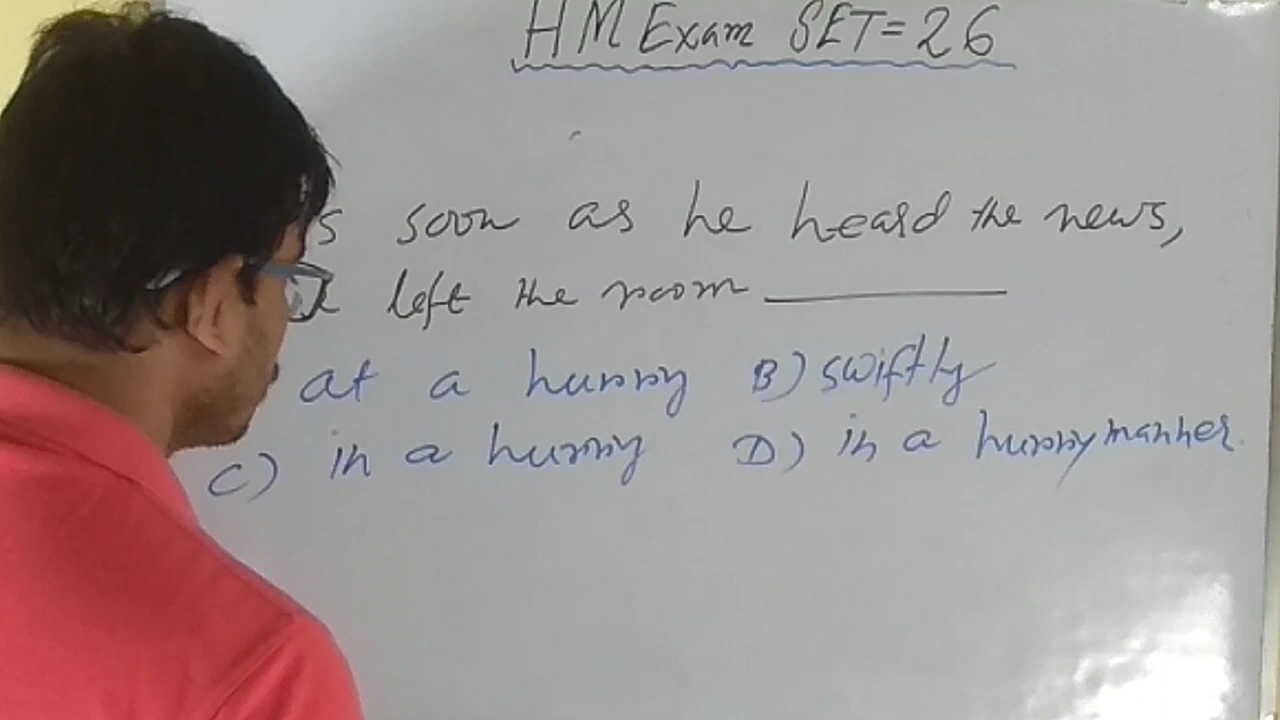 HM Exam SET=26
s soon as he heard the news,
left the room
at a hurry B) swiftly
C) in a hurry D) in a hurry manner.